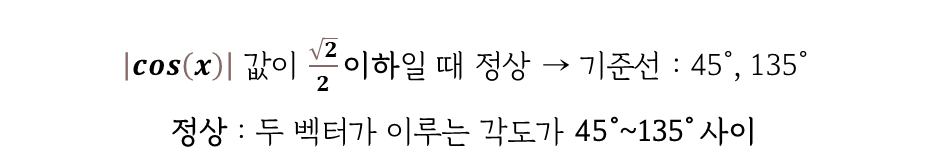 |cos(x)| 값이 √2/2 이하일 때 정상 → 기준선 : 45°, 135°
정상 : 두 벡터가 이루는 각도가 45°~135° 사이